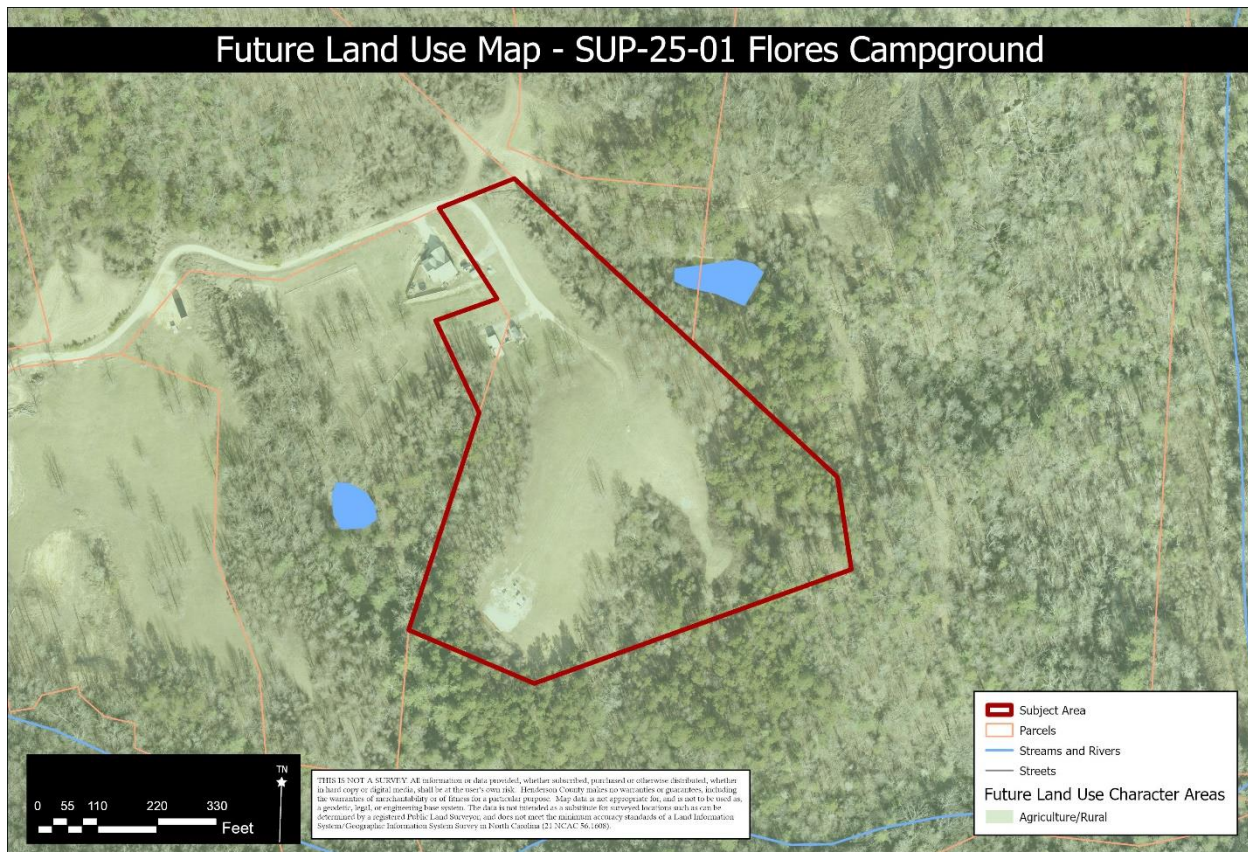 Future Land Use Map - SUP-25-01 Flores Campground
Subject Area
Parcels
Streams and Rivers
Streets
Future Land Use Character Areas
Agriculture/Rural
TN
0 55 110 220 330
Feet
THIS IS NOT A SURVEY. All information or data provided, whether subscribed, purchased or otherwise distributed, whether
in hard copy or digital media, shall be at the user's own risk. Henderson County makes no warranties or guarantees, including
the warranties of merchantability or of fitness for a particular purpose. Map data is not appropriate for, and is not to be used as,
a geodetic, legal, or engineering base system. The data is not intended as a substitute for surveyed locations such as can be
determined by a registered Public Land Surveyor, and does not meet the minimum accuracy standards of a Land Information
System/Geographic Information System Survey in North Carolina (21 NCAC 56.1608).